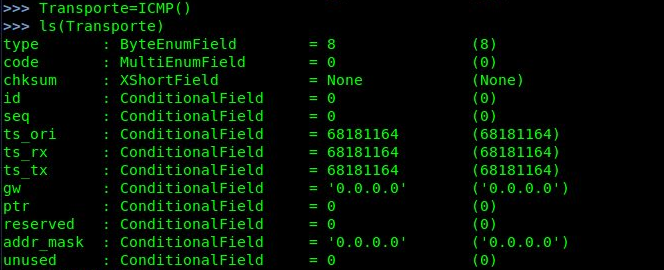 >>> Transporte=ICMP()
>>> ls(Transporte)
type       : ByteEnumField        = 8               (8)
code       : MultiEnumField       = 0               (0)
chksum     : XShortField          = None            (None)
id         : ConditionalField     = 0               (0)
seq        : ConditionalField     = 0               (0)
ts_ori     : ConditionalField     = 68181164        (68181164)
ts_rx      : ConditionalField     = 68181164        (68181164)
ts_tx      : ConditionalField     = 68181164        (68181164)
gw         : ConditionalField     = '0.0.0.0'       ('0.0.0.0')
ptr        : ConditionalField     = 0               (0)
reserved   : ConditionalField     = 0               (0)
addr_mask  : ConditionalField     = '0.0.0.0'       ('0.0.0.0')
unused     : ConditionalField     = 0               (0)